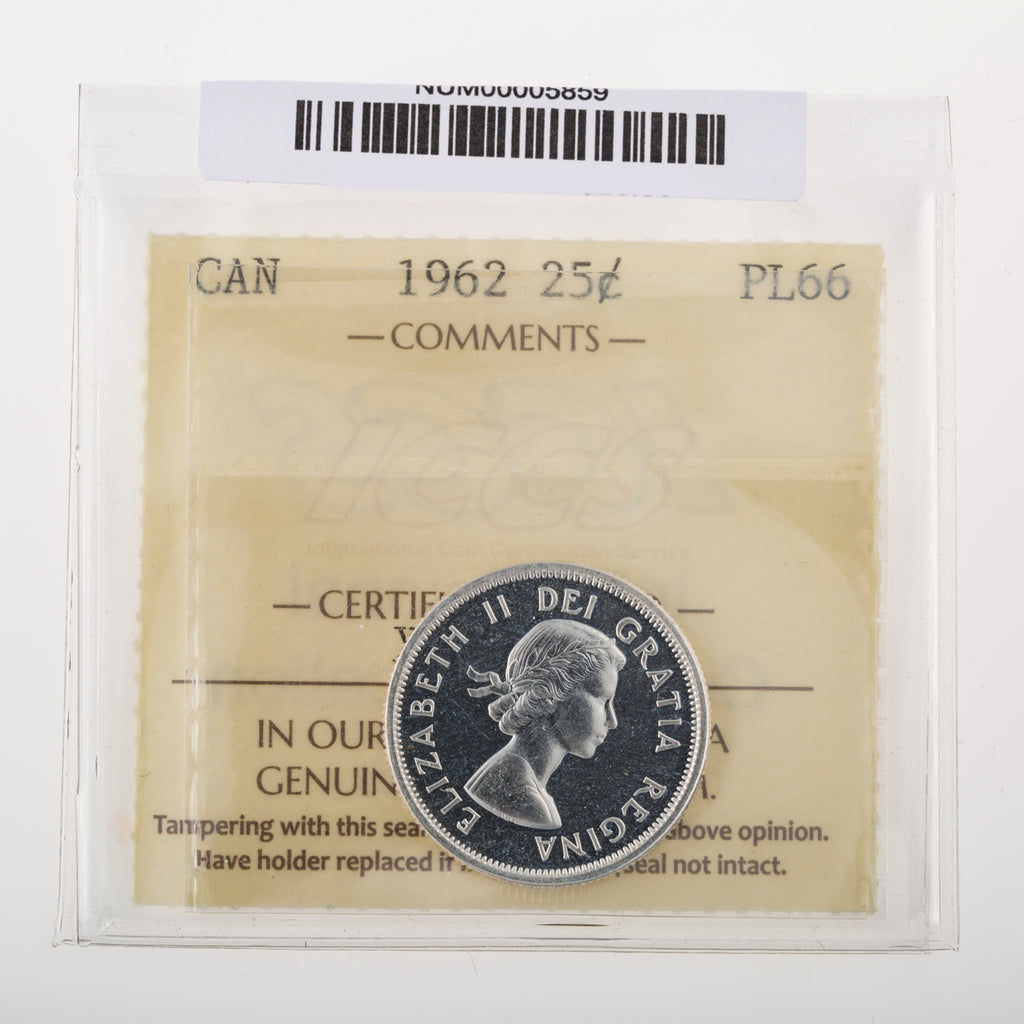 NUM00005859
CAN 1962 25¢ PL66
— COMMENTS —
ICCS
International Coin Certification Service
— CERTIF —
IN OUR A
GENUIN .
Tampering with this sea above opinion.
Have holder replaced if seal not intact.
ELIZABETH II DEI GRATIA REGINA